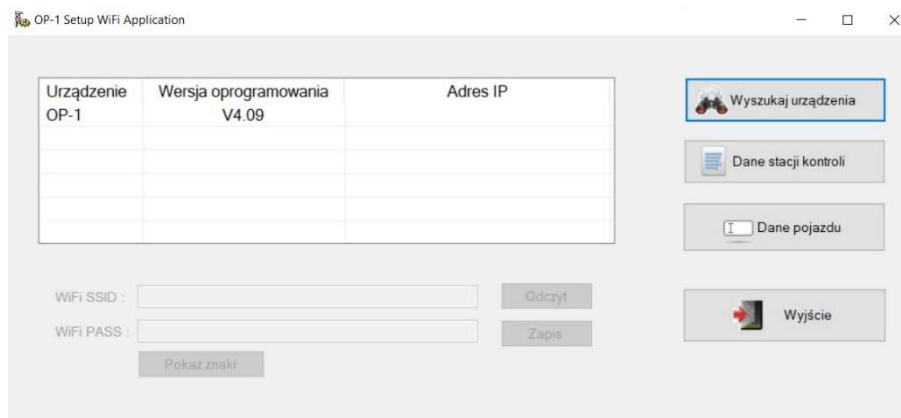 OP-1 Setup WiFi Application
Urządzenie Wersja oprogramowania Adres IP
OP-1 V4.09
Wyszukaj urządzenia
Dane stacji kontroli
Dane pojazdu
WiFi SSID : Odczyt
WiFi PASS : Zapis
Pokaż znaki
Wyjście